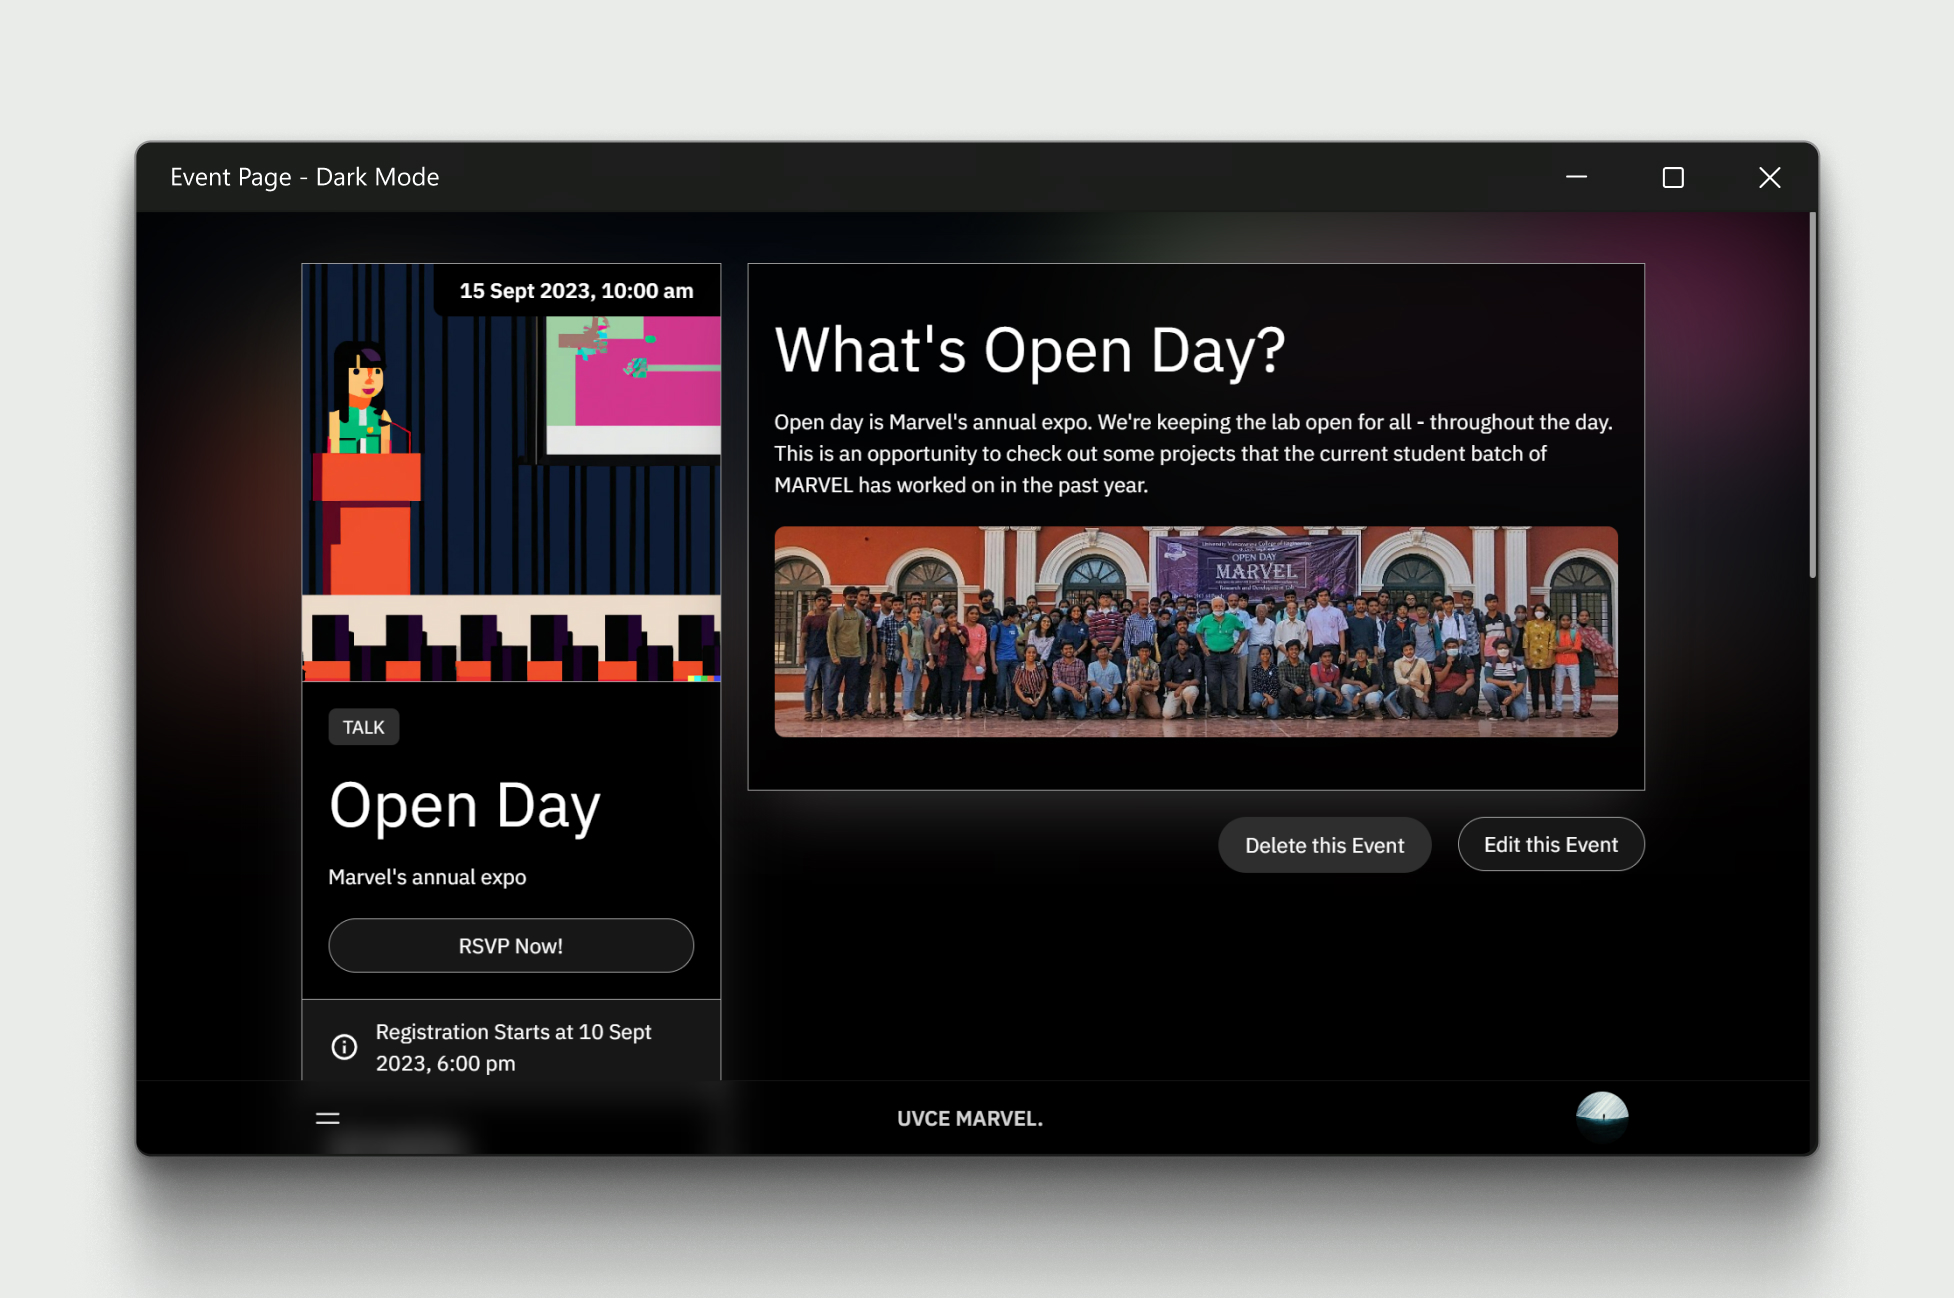 Event Page - Dark Mode
15 Sept 2023, 10:00 am
TALK
Open Day
Marvel's annual expo
RSVP Now!
Registration Starts at 10 Sept
2023, 6:00 pm
What's Open Day?
Open day is Marvel's annual expo. We're keeping the lab open for all - throughout the day.
This is an opportunity to check out some projects that the current student batch of
MARVEL has worked on in the past year.
OPEN DAY
MARVEL
Delete this Event
Edit this Event
UVCE MARVEL.